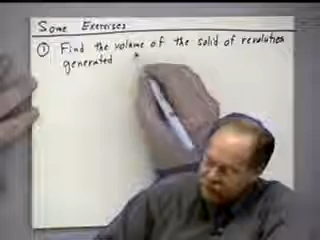 Some Exercises
① Find the volume of the solid of revolution
generated